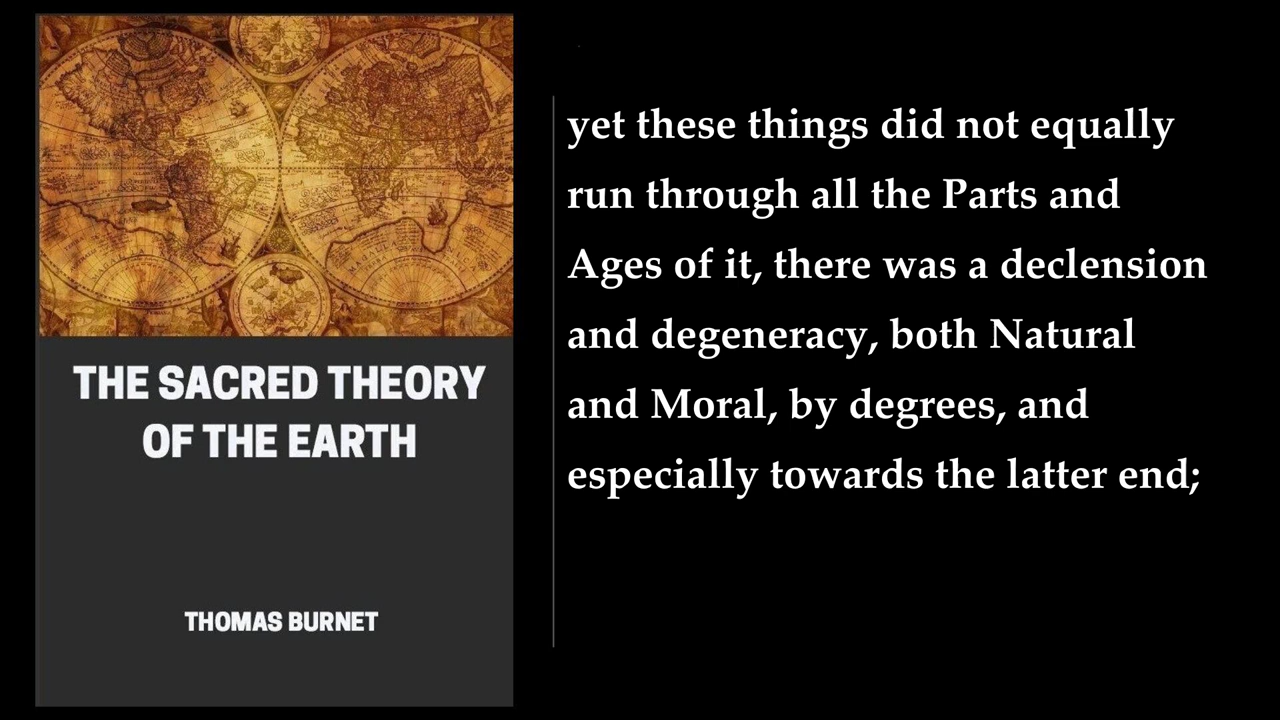 THE SACRED THEORY
OF THE EARTH
THOMAS BURNET
yet these things did not equally
run through all the Parts and
Ages of it, there was a declension
and degeneracy, both Natural
and Moral, by degrees, and
especially towards the latter end;